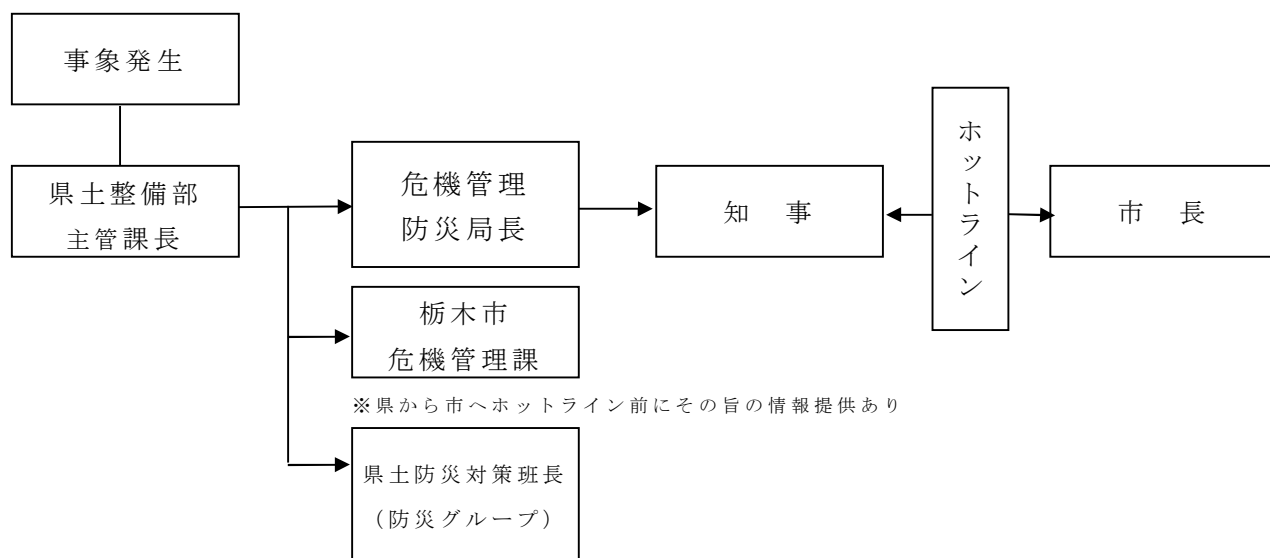 事象発生
県土整備部
主管課長
危機管理
防災局長
知　事
ホットライン
市　長
栃木市
危機管理課
※県から市へホットライン前にその旨の情報提供あり
県土防災対策班長
（防災グループ）